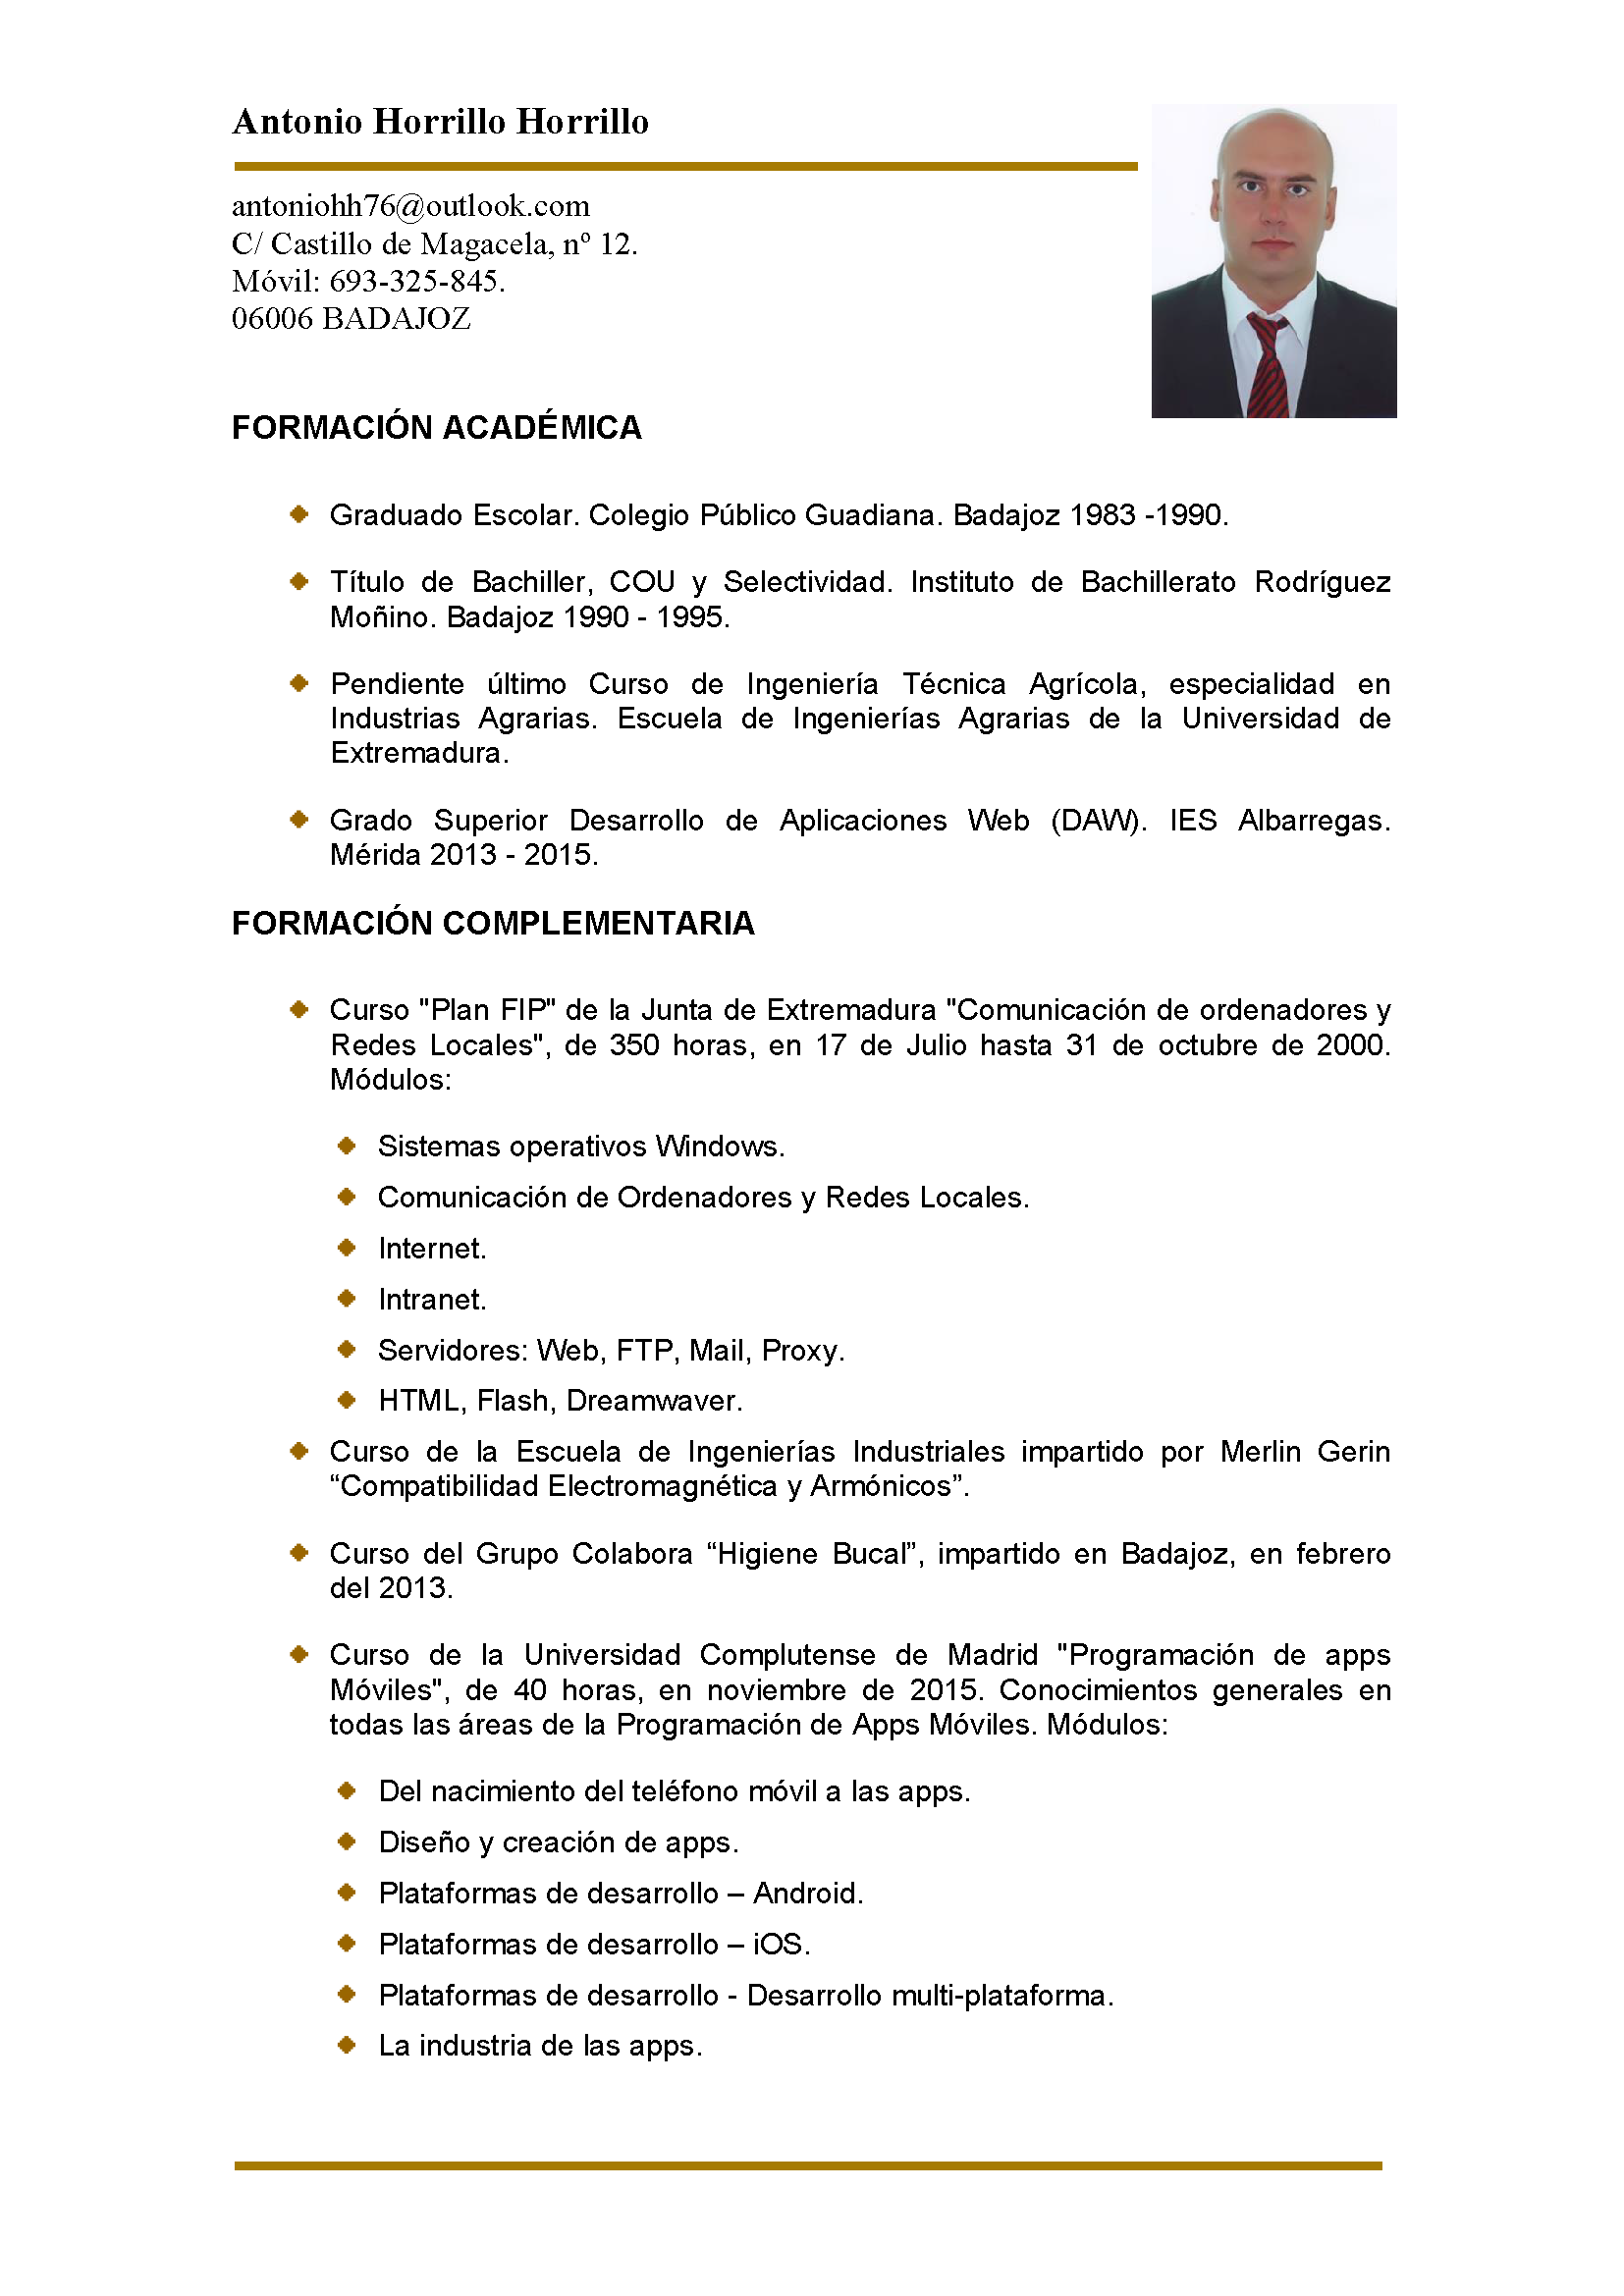 Antonio Horrillo Horrillo
antoniohh76@outlook.com
C/ Castillo de Magacela, nº 12.
Móvil: 693-325-845.
06006 BADAJOZ
FORMACIÓN ACADÉMICA
Graduado Escolar. Colegio Público Guadiana. Badajoz 1983 -1990.
Título de Bachiller, COU y Selectividad. Instituto de Bachillerato Rodríguez
Moñino. Badajoz 1990 - 1995.
Pendiente último Curso de Ingeniería Técnica Agrícola, especialidad en
Industrias Agrarias. Escuela de Ingenierías Agrarias de la Universidad de
Extremadura.
Grado Superior Desarrollo de Aplicaciones Web (DAW). IES Albarregas.
Mérida 2013 - 2015.
FORMACIÓN COMPLEMENTARIA
Curso "Plan FIP" de la Junta de Extremadura "Comunicación de ordenadores y
Redes Locales", de 350 horas, en 17 de Julio hasta 31 de octubre de 2000.
Módulos:
Sistemas operativos Windows.
Comunicación de Ordenadores y Redes Locales.
Internet.
Intranet.
Servidores: Web, FTP, Mail, Proxy.
HTML, Flash, Dreamwaver.
Curso de la Escuela de Ingenierías Industriales impartido por Merlin Gerin
“Compatibilidad Electromagnética y Armónicos”.
Curso del Grupo Colabora “Higiene Bucal”, impartido en Badajoz, en febrero
del 2013.
Curso de la Universidad Complutense de Madrid "Programación de apps
Móviles", de 40 horas, en noviembre de 2015. Conocimientos generales en
todas las áreas de la Programación de Apps Móviles. Módulos:
Del nacimiento del teléfono móvil a las apps.
Diseño y creación de apps.
Plataformas de desarrollo – Android.
Plataformas de desarrollo – iOS.
Plataformas de desarrollo - Desarrollo multi-plataforma.
La industria de las apps.